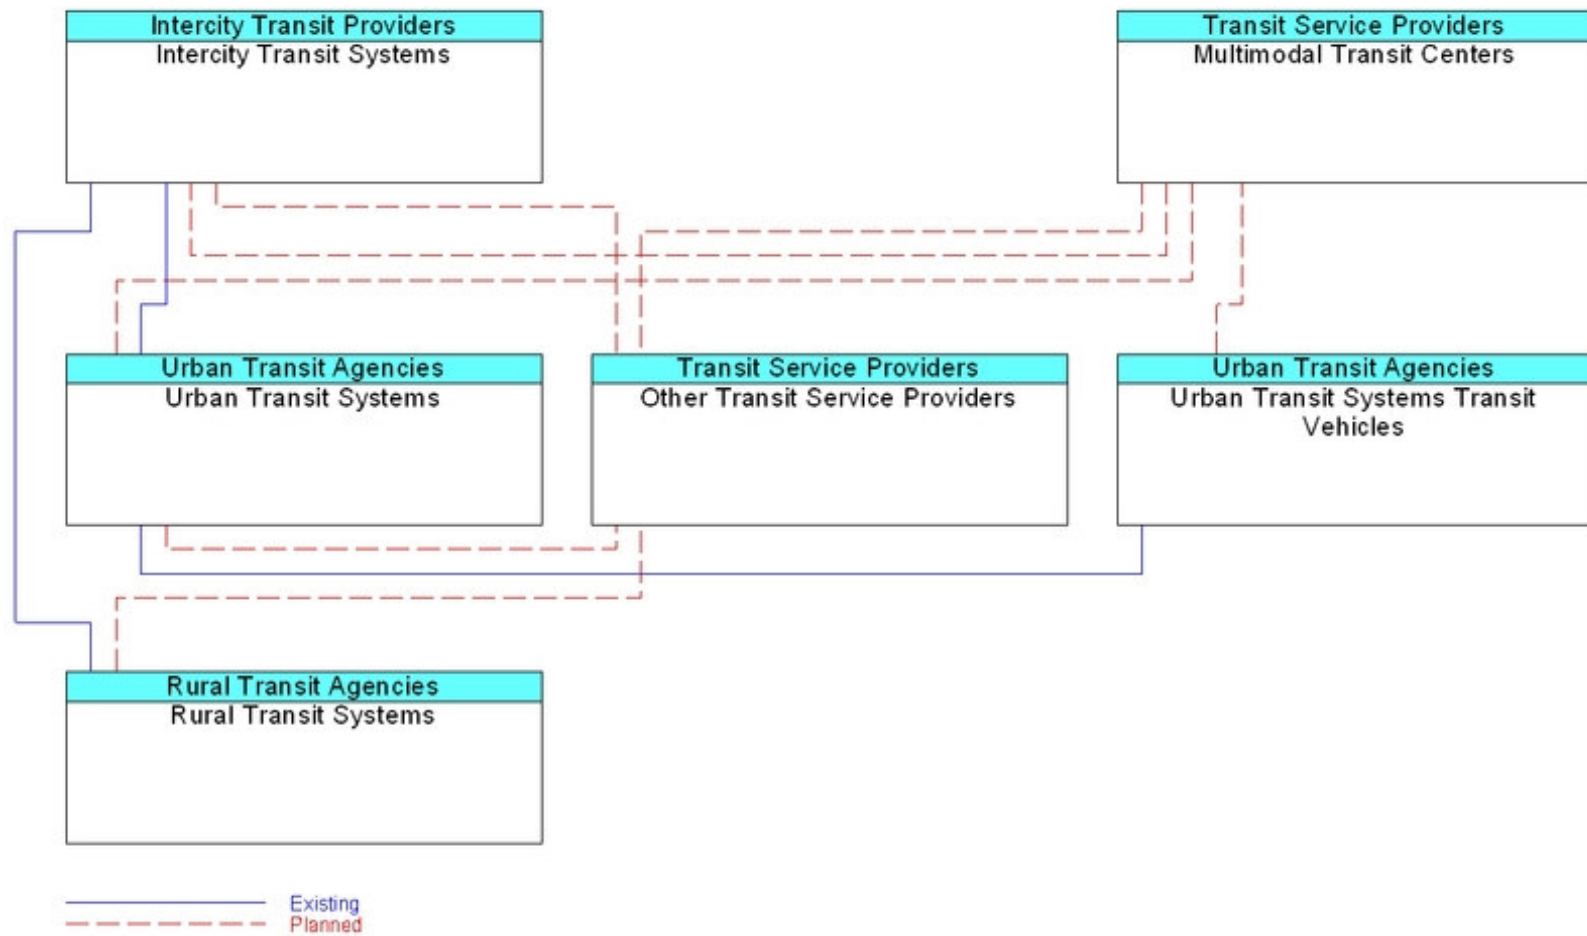 Intercity Transit Providers
Intercity Transit Systems
Transit Service Providers
Multimodal Transit Centers
Urban Transit Agencies
Urban Transit Systems
Transit Service Providers
Other Transit Service Providers
Urban Transit Agencies
Urban Transit Systems Transit
Vehicles
Rural Transit Agencies
Rural Transit Systems
Existing
Planned